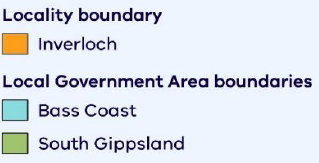 Locality boundary
Inverloch
Local Government Area boundaries
Bass Coast
South Gippsland